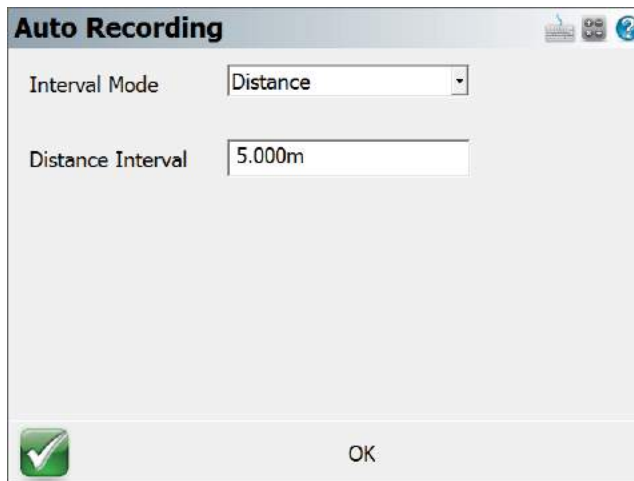 Auto Recording
Interval Mode Distance
Distance Interval 5.000m
OK